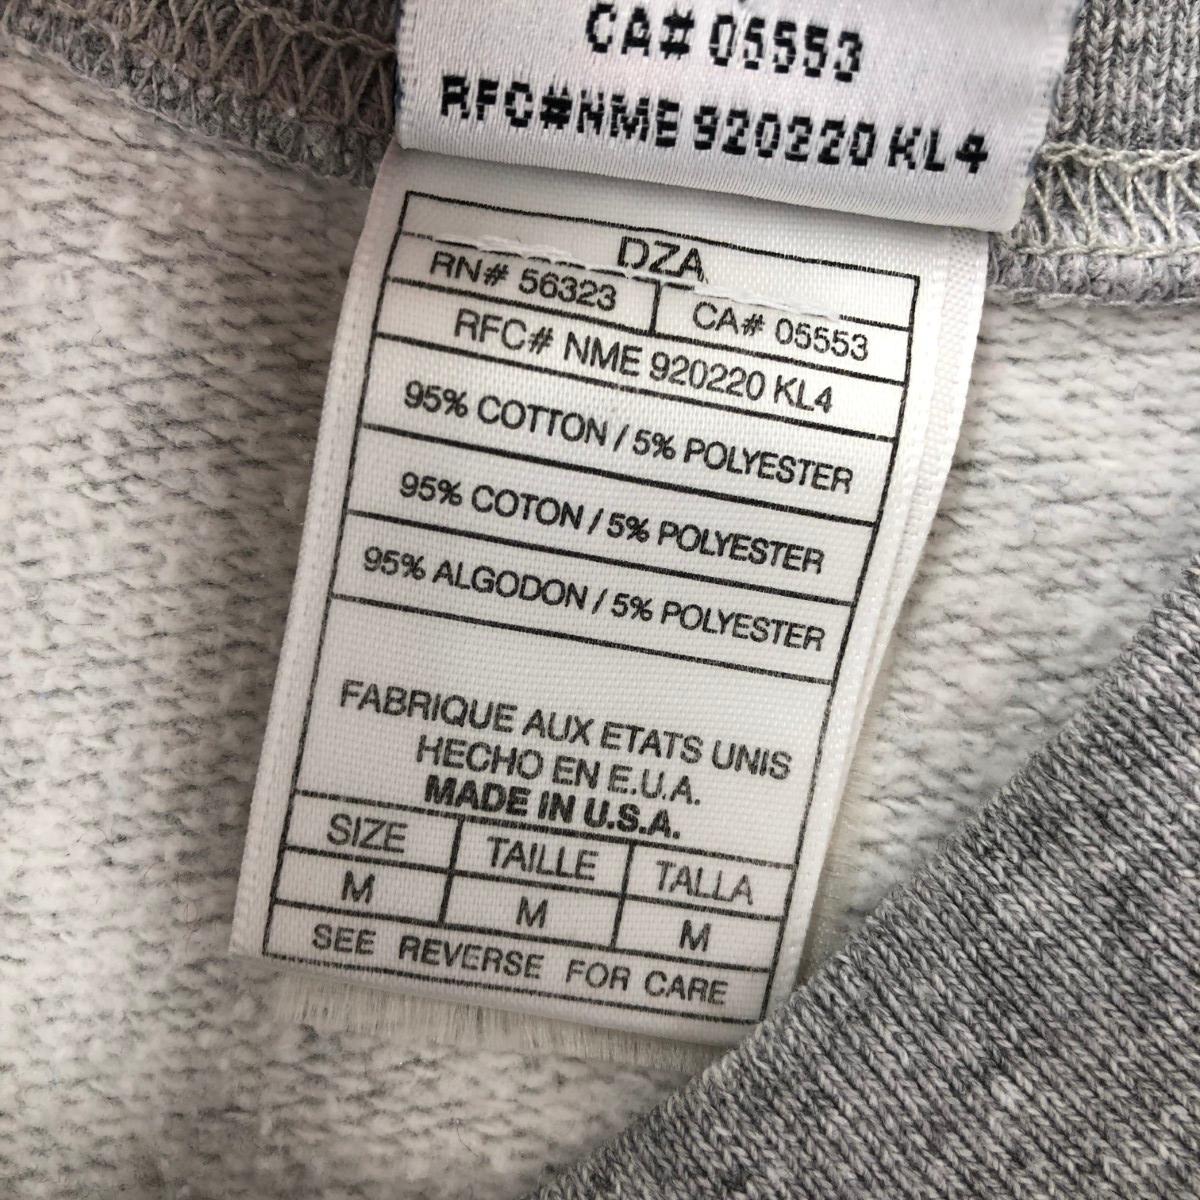 CA# 05553
RFC#NME 920220 KL4
DZA
RN# 56323 CA# 05553
RFC# NME 920220 KL4
95% COTTON / 5% POLYESTER
95% COTON / 5% POLYESTER
95% ALGODON / 5% POLYESTER
FABRIQUE AUX ETATS UNIS
HECHO EN E.U.A.
MADE IN U.S.A.
SIZE TAILLE TALLA
M M M
SEE REVERSE FOR CARE